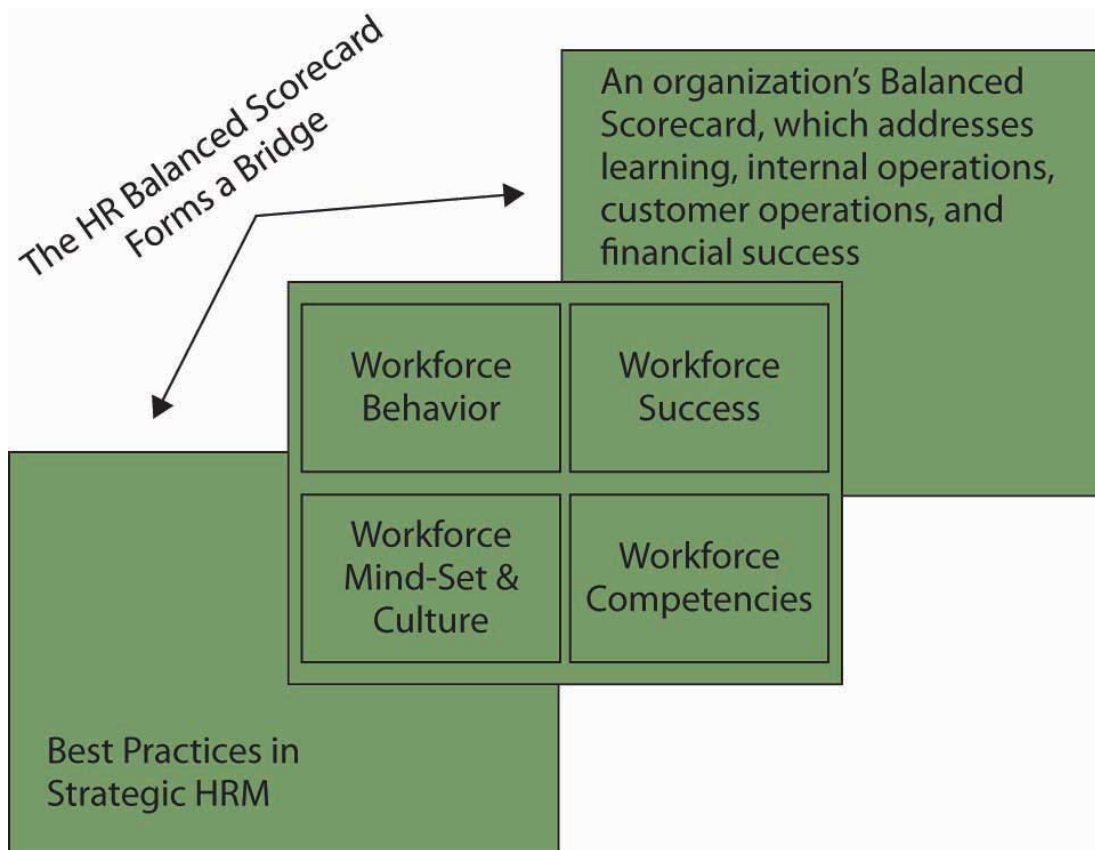 The HR Balanced Scorecard
Forms a Bridge
An organization’s Balanced
Scorecard, which addresses
learning, internal operations,
customer operations, and
financial success
Workforce
Behavior
Workforce
Success
Workforce
Mind-Set &
Culture
Workforce
Competencies
Best Practices in
Strategic HRM